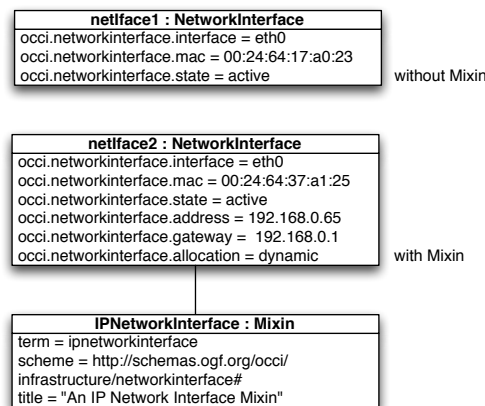 netIface1 : NetworkInterface
occi.networkinterface.interface = eth0
occi.networkinterface.mac = 00:24:64:17:a0:23
occi.networkinterface.state = active
without Mixin
netIface2 : NetworkInterface
occi.networkinterface.interface = eth0
occi.networkinterface.mac = 00:24:64:37:a1:25
occi.networkinterface.state = active
occi.networkinterface.address = 192.168.0.65
occi.networkinterface.gateway =  192.168.0.1
occi.networkinterface.allocation = dynamic
with Mixin
IPNetworkInterface : Mixin
term = ipnetworkinterface
scheme = http://schemas.ogf.org/occi/
infrastructure/networkinterface#
title = "An IP Network Interface Mixin"